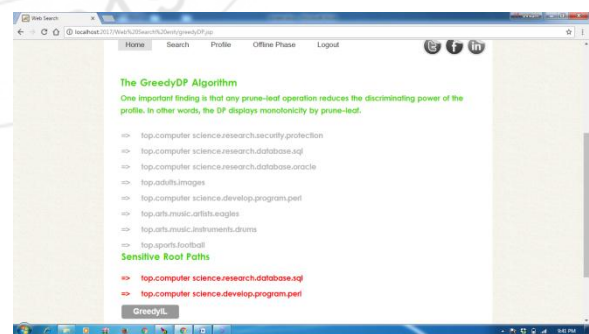 Web Search
localhost:2017/Web%20Search%20Serv/greedyDP.jsp
Home Search Profile Offline Phase Logout
The GreedyDP Algorithm
One important finding is that any prune-leaf operation reduces the discriminating power of the
profile. In other words, the DP displays monotonicity by prune-leaf.
=> top.computer science.research.security.protection
=> top.computer science.research.database.sql
=> top.computer science.research.database.oracle
=> top.adults.images
=> top.computer science.develop.program.perl
=> top.arts.music.artists.eagles
=> top.arts.music.instruments.drums
=> top.sports.football
Sensitive Root Paths
=> top.computer science.research.database.sql
=> top.computer science.develop.program.perl
GreedyIL
9:41 PM